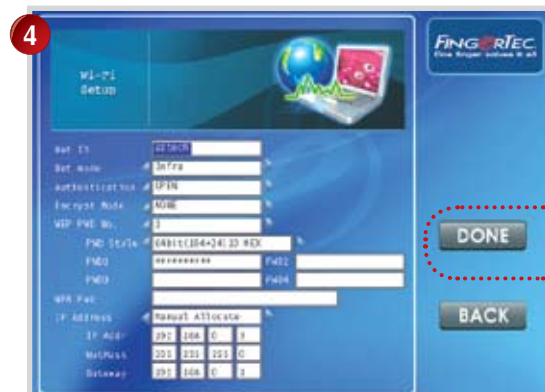 4
FINGERTEC
One finger solves it all
Wi-Fi
Setup
Net ID
Net mode Infra
Authentication OPEN
Encrypt Mode NONE
WEP PWD No. 1
PWD Style 64bit(10+24)10 HEX
PWD1 ********** PWD2
PWD3 PWD4
WPA Pwd
IP Address Manual Allocate
IP Addr 192 168 0
NetMask 255 255 255 0
Gateway 192 168 0
DONE
BACK